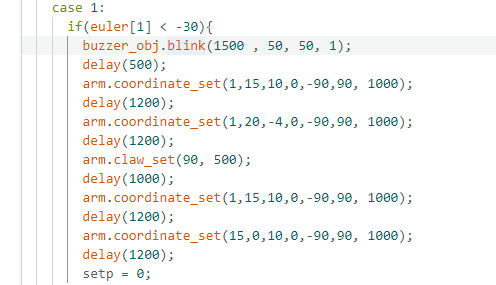 case 1:
if(euler[1] < -30){
buzzer_obj.blink(1500 , 50, 50, 1);
delay(500);
arm.coordinate_set(1,15,10,0,-90,90, 1000);
delay(1200);
arm.coordinate_set(1,20,-4,0,-90,90, 1000);
delay(1200);
arm.claw_set(90, 500);
delay(1000);
arm.coordinate_set(1,15,10,0,-90,90, 1000);
delay(1200);
arm.coordinate_set(15,0,10,0,-90,90, 1000);
delay(1200);
setp = 0;